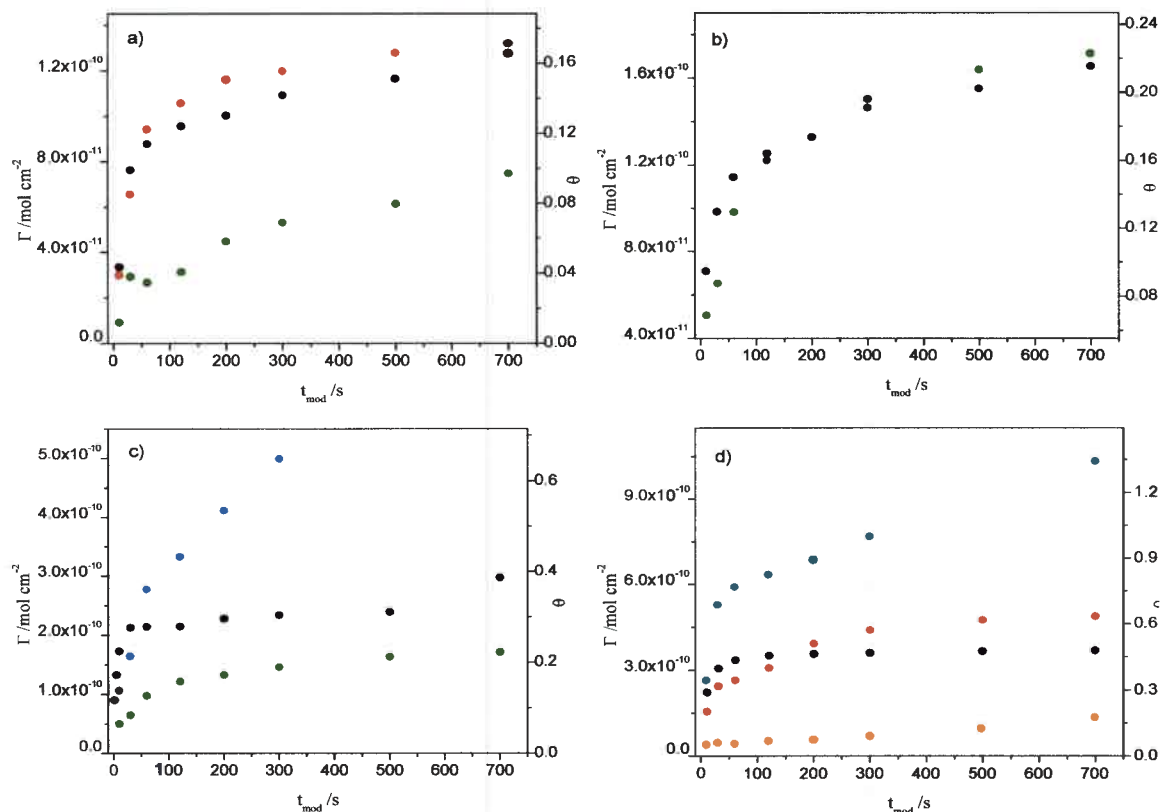 a)
1.2x10⁻¹⁰
8.0x10⁻¹¹
4.0x10⁻¹¹
0.0
Γ /mol cm⁻²
0.16
0.12
0.08
0.04
0.00
θ
0 100 200 300 400 500 600 700
t_mod /s
b)
1.6x10⁻¹⁰
1.2x10⁻¹⁰
8.0x10⁻¹¹
4.0x10⁻¹¹
Γ /mol cm⁻²
0.24
0.20
0.16
0.12
0.08
θ
0 100 200 300 400 500 600 700
t_mod /s
c)
5.0x10⁻¹⁰
4.0x10⁻¹⁰
3.0x10⁻¹⁰
2.0x10⁻¹⁰
1.0x10⁻¹⁰
0.0
Γ /mol cm⁻²
0.6
0.4
0.2
0.0
θ
0 100 200 300 400 500 600 700
t_mod /s
d)
9.0x10⁻¹⁰
6.0x10⁻¹⁰
3.0x10⁻¹⁰
0.0
Γ /mol cm⁻²
1.2
0.9
0.6
0.3
0.0
0 100 200 300 400 500 600 700
t_mod /s